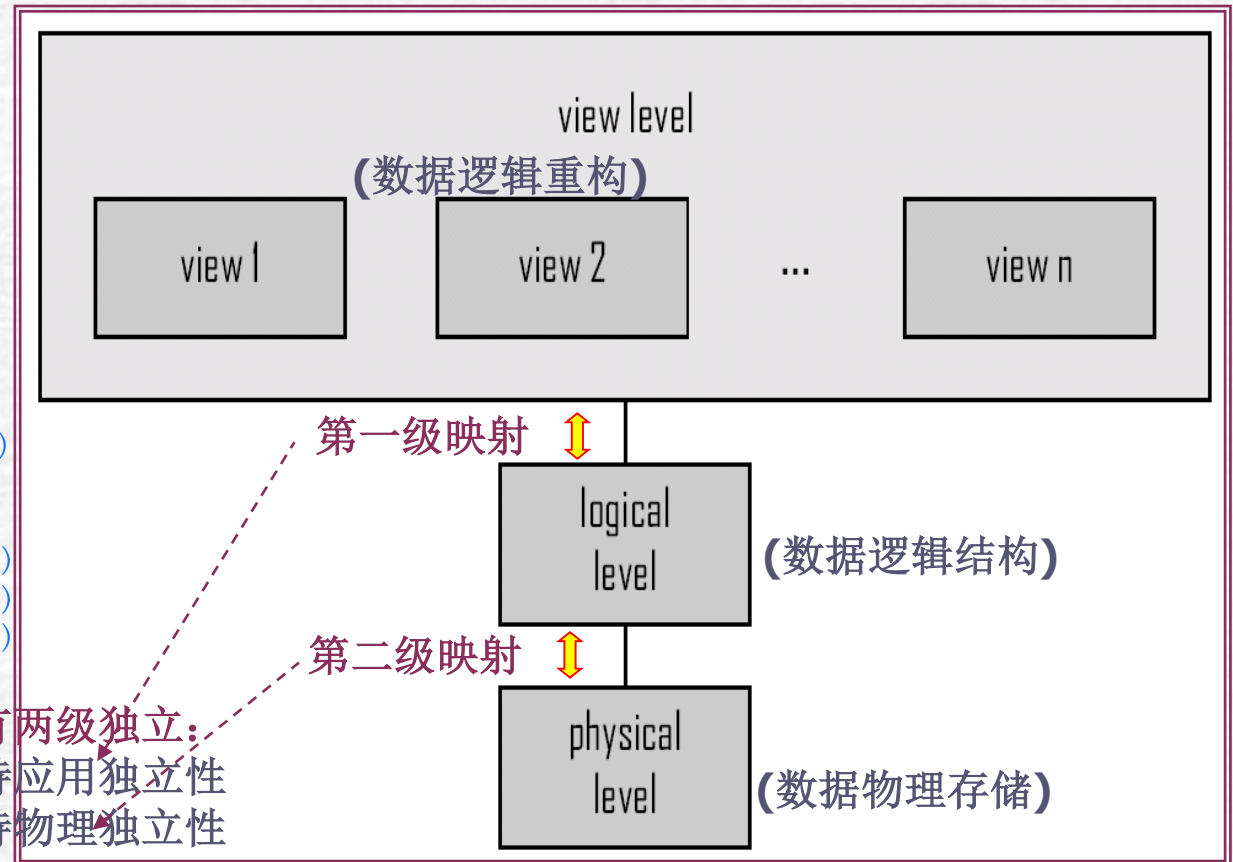 view level
(数据逻辑重构)
view 1
view 2
...
view n
第一级映射
)
logical
level
(数据逻辑结构)
)
)
)
第二级映射
两级独立:
physical
level
应用独立性
(数据物理存储)
物理独立性